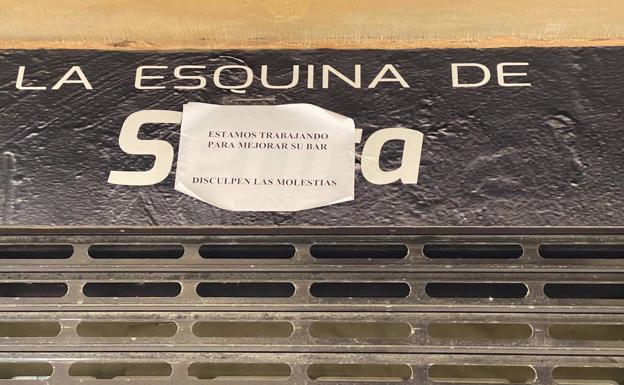 LA ESQUINA DE
ESTAMOS TRABAJANDO
PARA MEJORAR SU BAR
DISCULPEN LAS MOLESTIAS